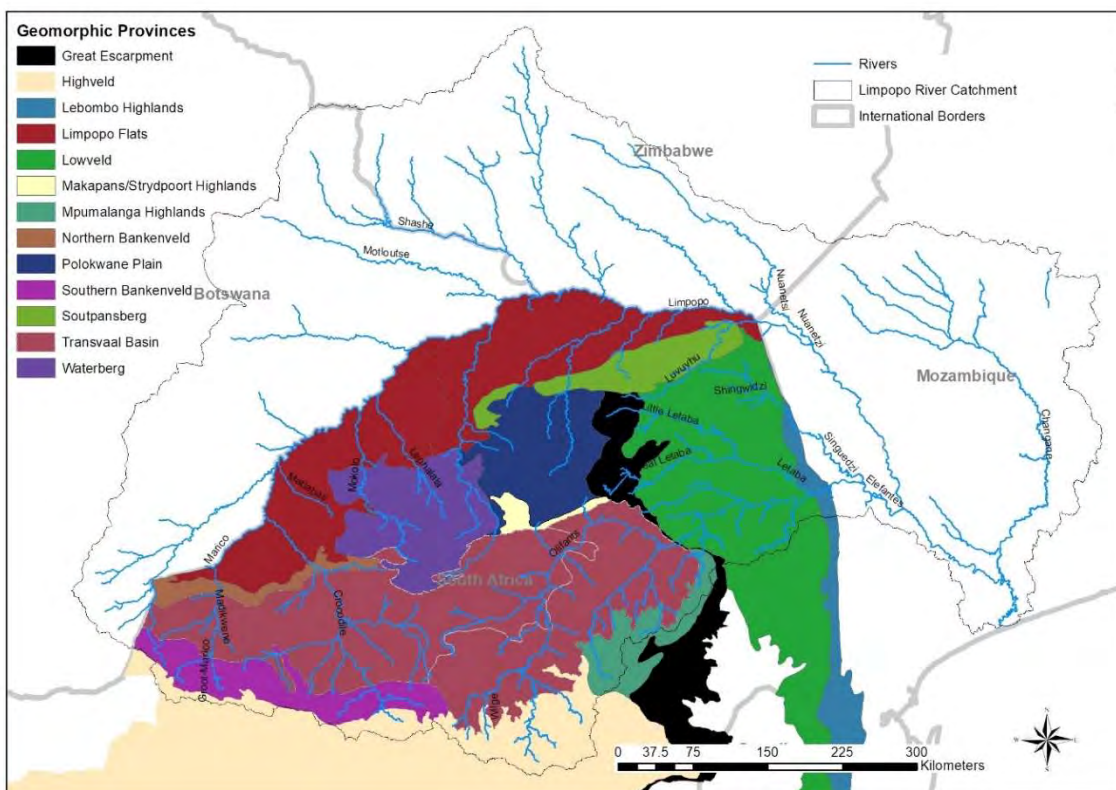 Geomorphic Provinces
Great Escarpment
Highveld
Lebombo Highlands
Limpopo Flats
Lowveld
Makapans/Strydpoort Highlands
Mpumalanga Highlands
Northern Bankenveld
Polokwane Plain
Southern Bankenveld
Soutpansberg
Transvaal Basin
Waterberg
Rivers
Limpopo River Catchment
International Borders
Zimbabwe
Shashe
Motloutse
Botswana
Limpopo
Nuanetsi
Nuanetzi
Luvuvhu
Shingwidzi
Mozambique
Little Letaba
Changane
Letaba
Singuedzi
Elefantes
Mokolo
Lephalala
Matlabas
Marico
Olifants
South Africa
Madikwene
Crocodile
Groot-Marico
Wilge
N
W
E
S
0 37.5 75 150 225 300
Kilometers